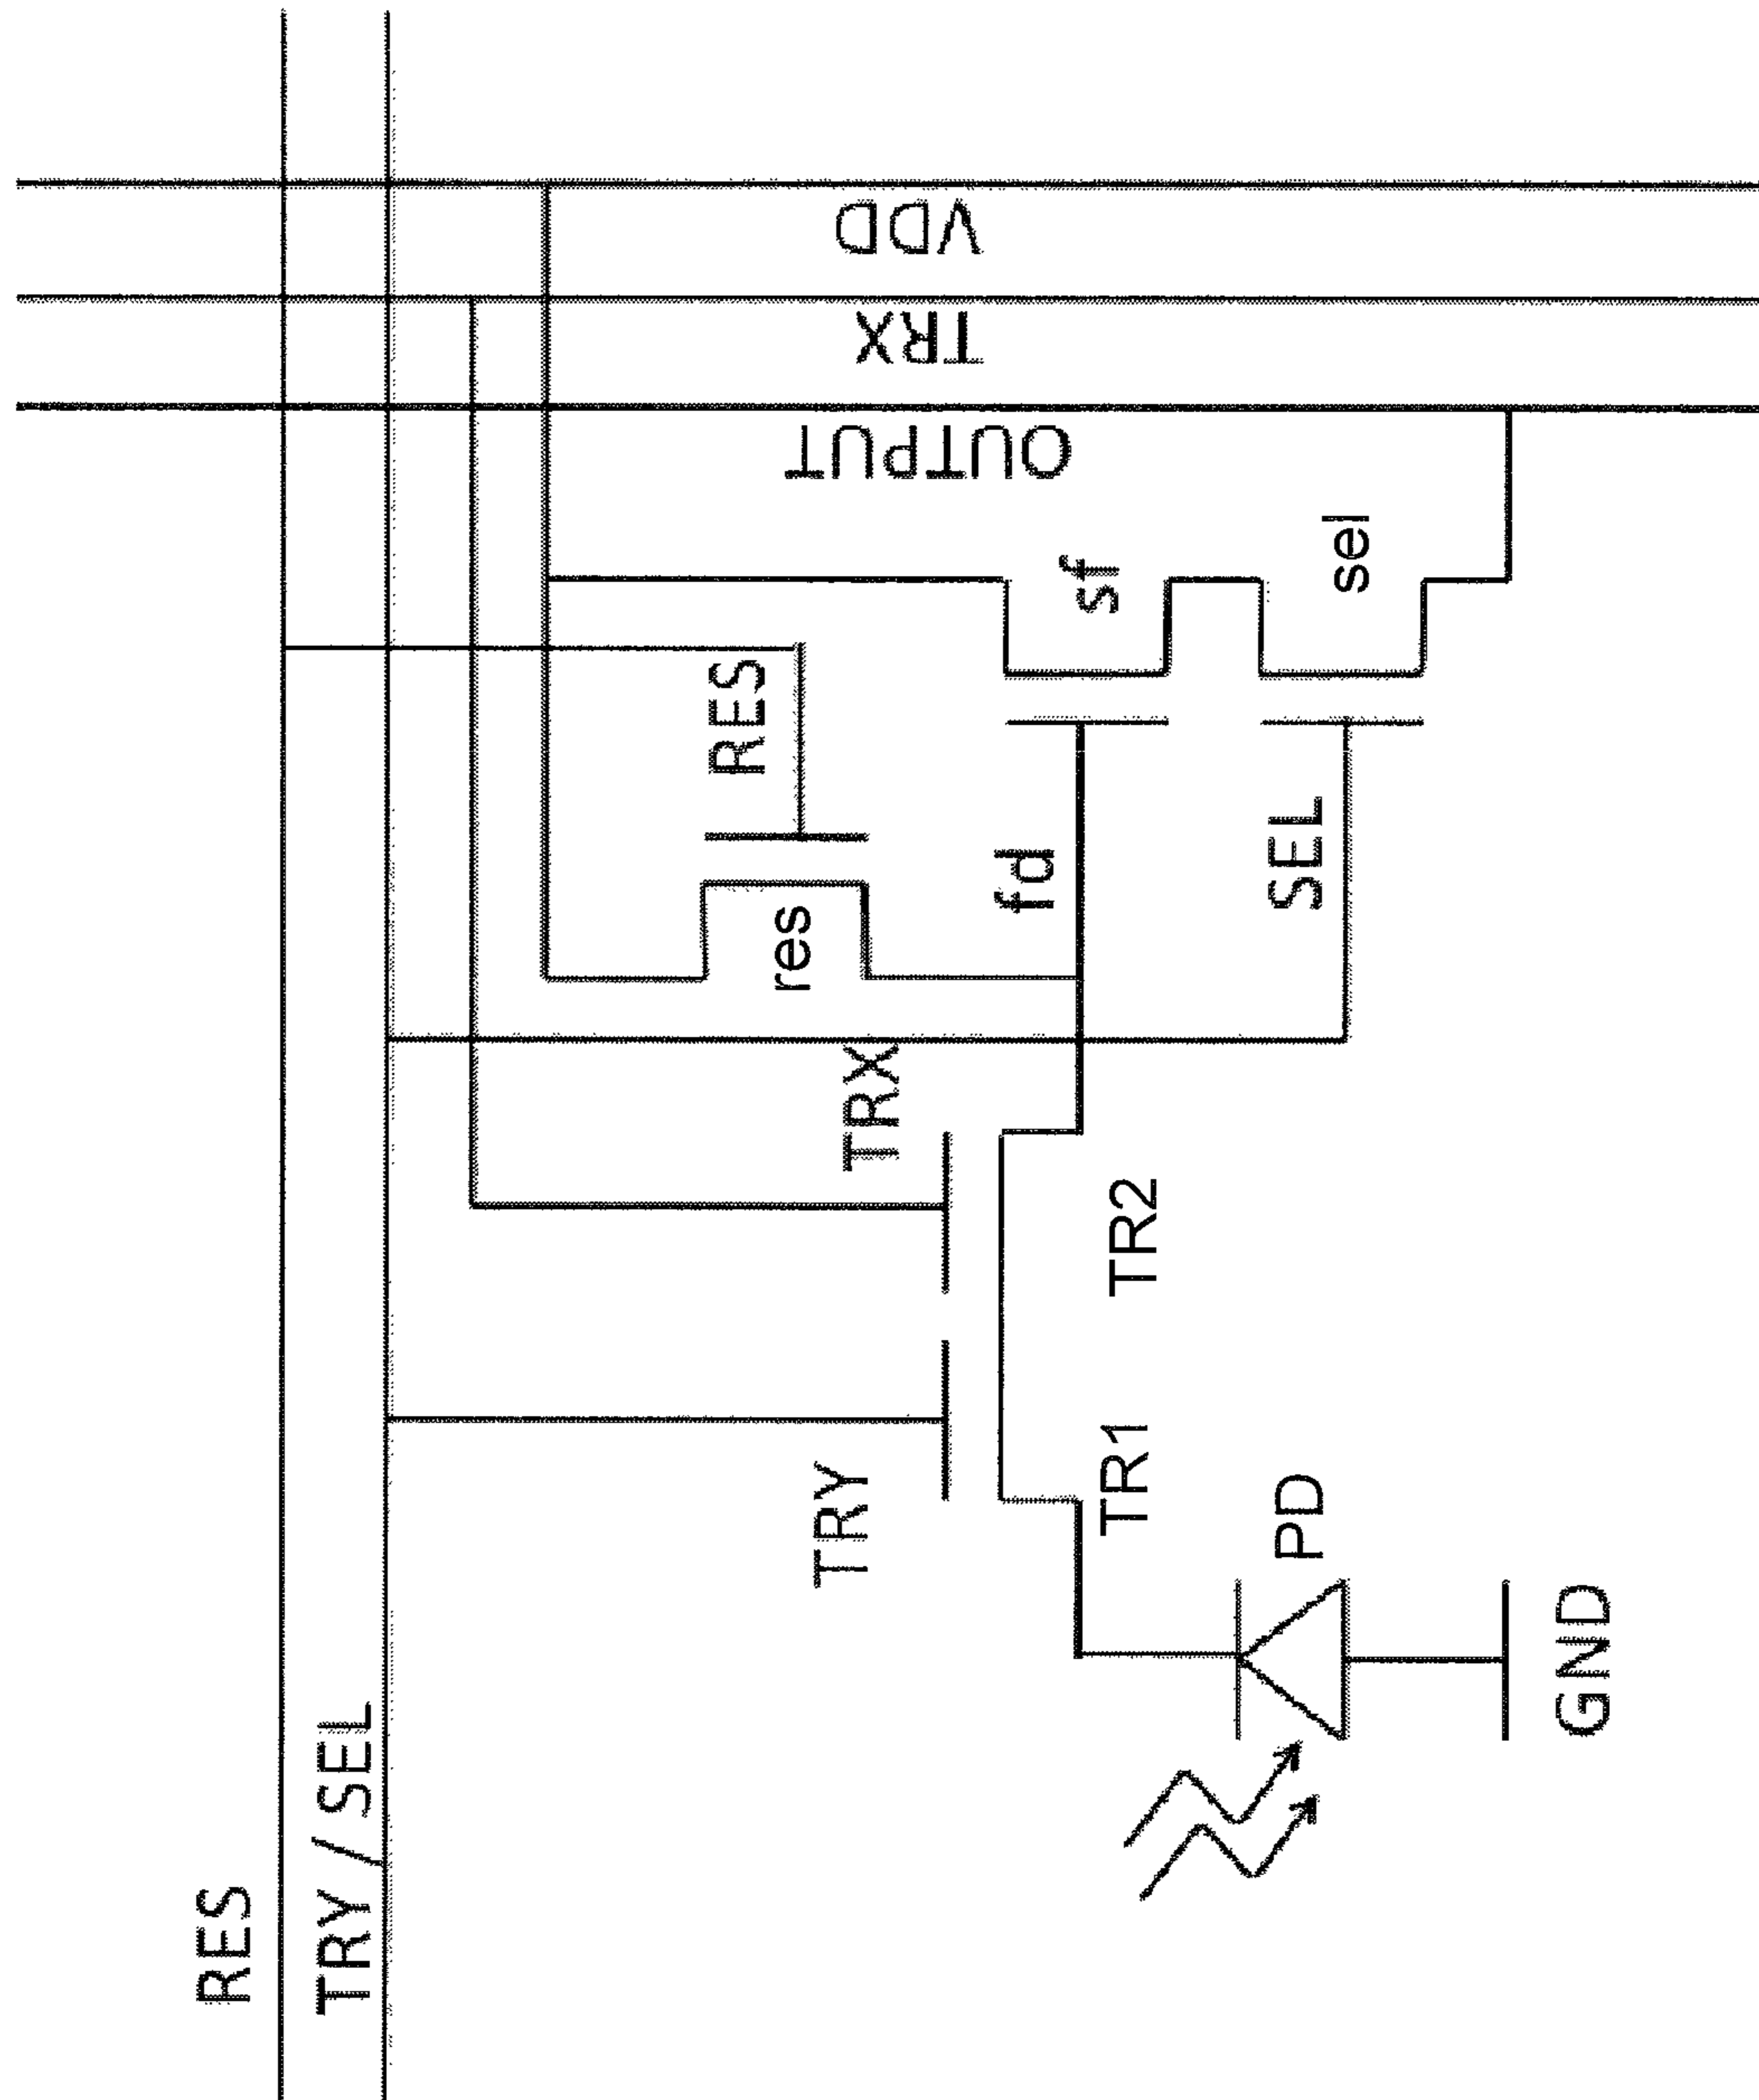 RES
TRY / SEL
VDD
TRX
OUTPUT
RES
res
sf
sel
fd
SEL
TRX
TRY
TR2
TR1
PD
GND